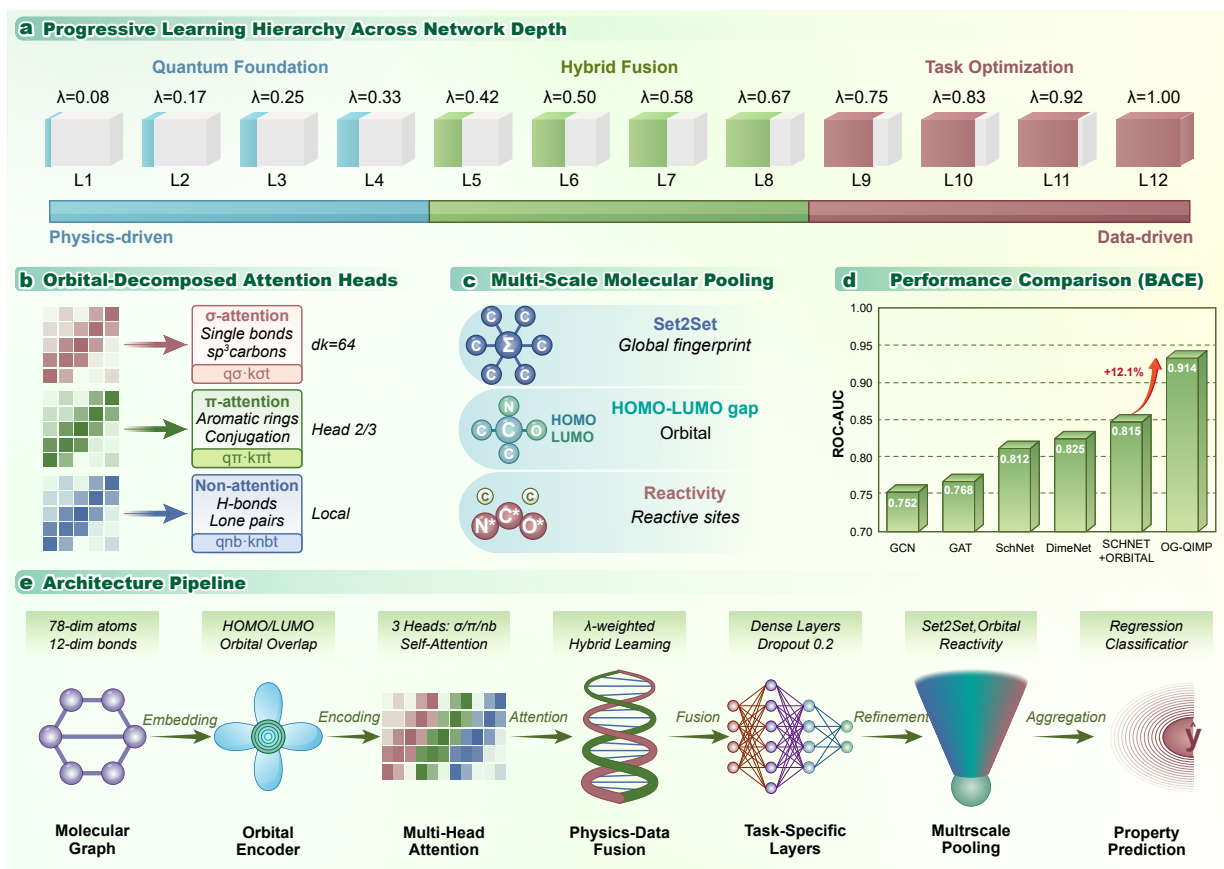 a Progressive Learning Hierarchy Across Network Depth
Quantum Foundation
Hybrid Fusion
Task Optimization
λ=0.08 λ=0.17 λ=0.25 λ=0.33 λ=0.42 λ=0.50 λ=0.58 λ=0.67 λ=0.75 λ=0.83 λ=0.92 λ=1.00
L1 L2 L3 L4 L5 L6 L7 L8 L9 L10 L11 L12
Physics-driven
Data-driven
b Orbital-Decomposed Attention Heads
σ-attention
Single bonds
sp³carbons
qσ·kσt
dk=64
π-attention
Aromatic rings
Conjugation
qπ·kπt
Head 2/3
Non-attention
H-bonds
Lone pairs
qnb·knbt
Local
c Multi-Scale Molecular Pooling
C C
C Σ C
C C
Set2Set
Global fingerprint
N
C C O
C
HOMO
LUMO
HOMO-LUMO gap
Orbital
C C
N* C* O*
Reactivity
Reactive sites
d Performance Comparison (BACE)
ROC-AUC
1.00
0.95
0.90
0.85
0.80
0.75
0.70
0.752
0.768
0.812
0.825
0.815
0.914
+12.1%
GCN
GAT
SchNet
DimeNet
SCHNET
+ORBITAL
OG-QIMP
e Architecture Pipeline
78-dim atoms
12-dim bonds
HOMO/LUMO
Orbital Overlap
3 Heads: σ/π/nb
Self-Attention
λ-weighted
Hybrid Learning
Dense Layers
Dropout 0.2
Set2Set,Orbital
Reactivity
Regression
Classificatior
Embedding
Encoding
Attention
Fusion
Refinement
Aggregation
ŷ
Molecular
Graph
Orbital
Encoder
Multi-Head
Attention
Physics-Data
Fusion
Task-Specific
Layers
Multrscale
Pooling
Property
Prediction